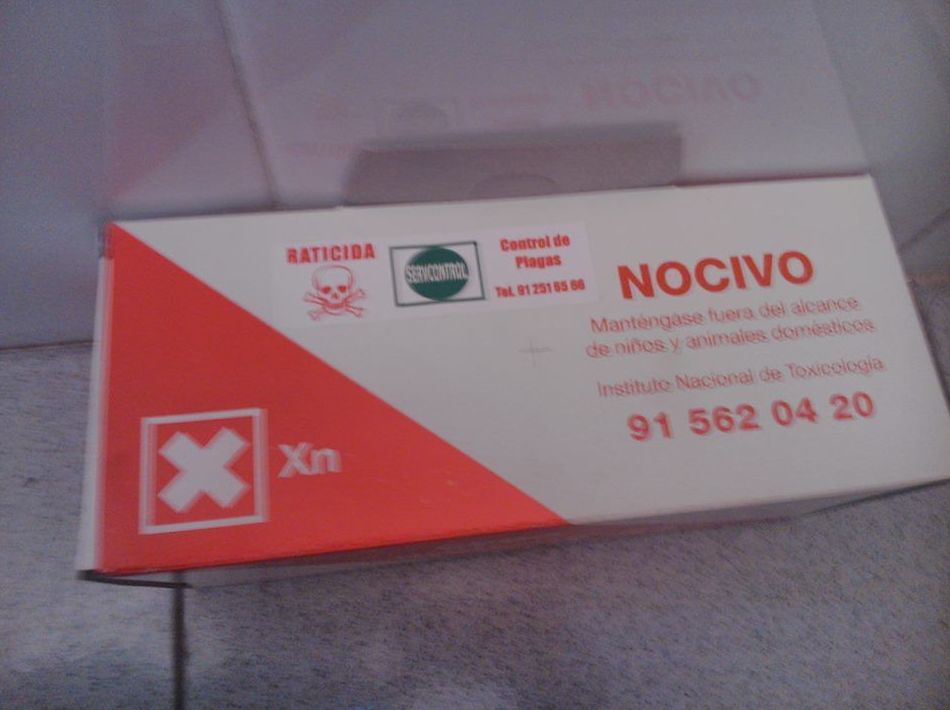 RATICIDA
SERVICONTROL
Control de
Plagas
Tel. 91 251 65 66
NOCIVO
Manténgase fuera del alcance
de niños y animales domésticos
Instituto Nacional de Toxicología
91 562 04 20
Xn
NOCIVO